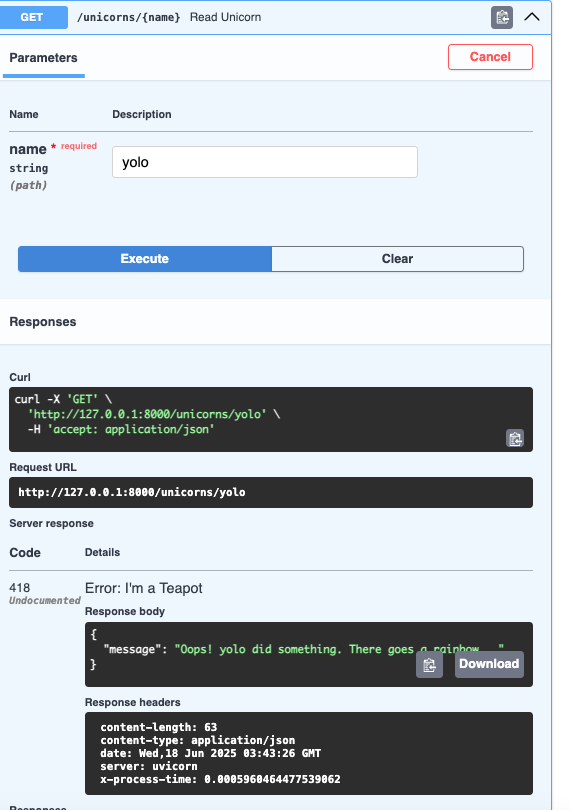 GET /unicorns/{name} Read Unicorn
Parameters
Cancel
Name Description
name * required
string
(path)
yolo
Execute Clear
Responses
Curl
curl -X 'GET' \
'http://127.0.0.1:8000/unicorns/yolo' \
-H 'accept: application/json'
Request URL
http://127.0.0.1:8000/unicorns/yolo
Server response
Code Details
418
Undocumented
Error: I'm a Teapot
Response body
{
"message": "Oops! yolo did something. There goes a rainbow..."
}
Download
Response headers
content-length: 63
content-type: application/json
date: Wed,18 Jun 2025 03:43:26 GMT
server: uvicorn
x-process-time: 0.0005960464477539062
Responses